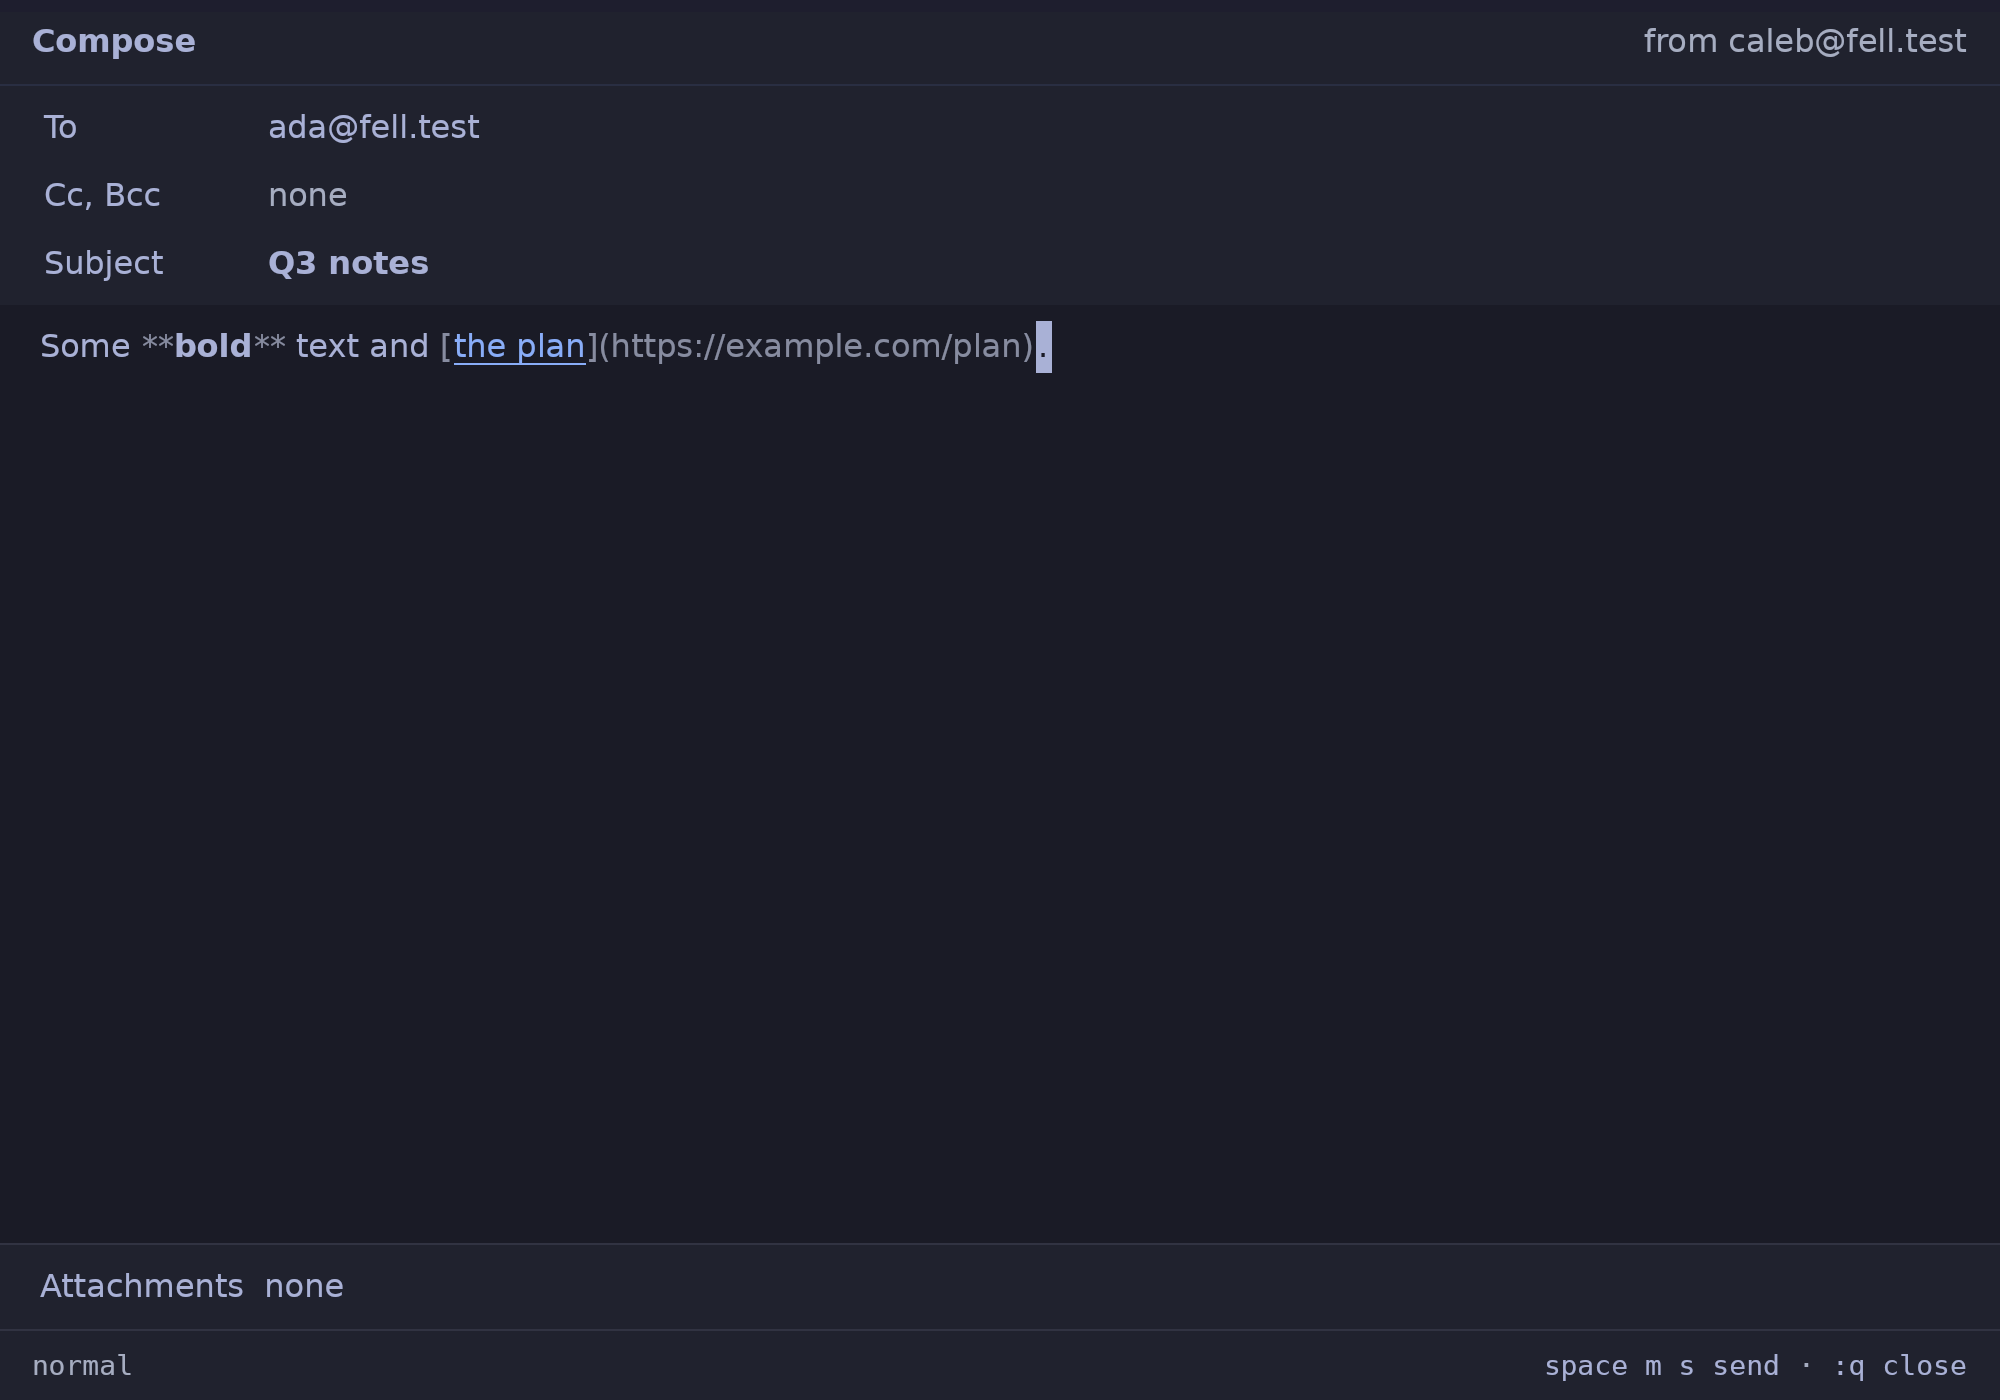 Compose from caleb@fell.test
To ada@fell.test
Cc, Bcc none
Subject Q3 notes
Some **bold** text and [the plan](https://example.com/plan).
Attachments none
normal space m s send · :q close